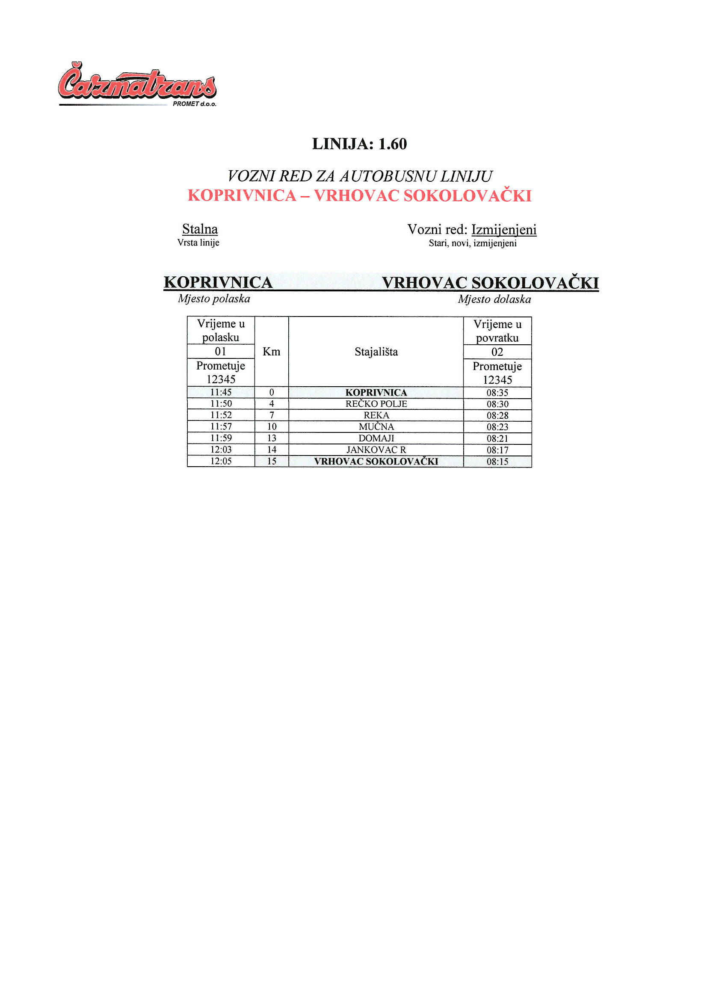 Čazmatrans
PROMET d.o.o.
LINIJA: 1.60
VOZNI RED ZA AUTOBUSNU LINIJU
KOPRIVNICA – VRHOVAC SOKOLOVAČKI
Stalna Vozni red: Izmijenjeni
Vrsta linije Stari, novi, izmijenjeni
KOPRIVNICA VRHOVAC SOKOLOVAČKI
Mjesto polaska Mjesto dolaska
Vrijeme u polasku Km Stajališta Vrijeme u povratku
01 02
Prometuje 12345 Prometuje 12345
11:45 0 KOPRIVNICA 08:35
11:50 4 REČKO POLJE 08:30
11:52 7 REKA 08:28
11:57 10 MUČNA 08:23
11:59 13 DOMAJI 08:21
12:03 14 JANKOVAC R 08:17
12:05 15 VRHOVAC SOKOLOVAČKI 08:15